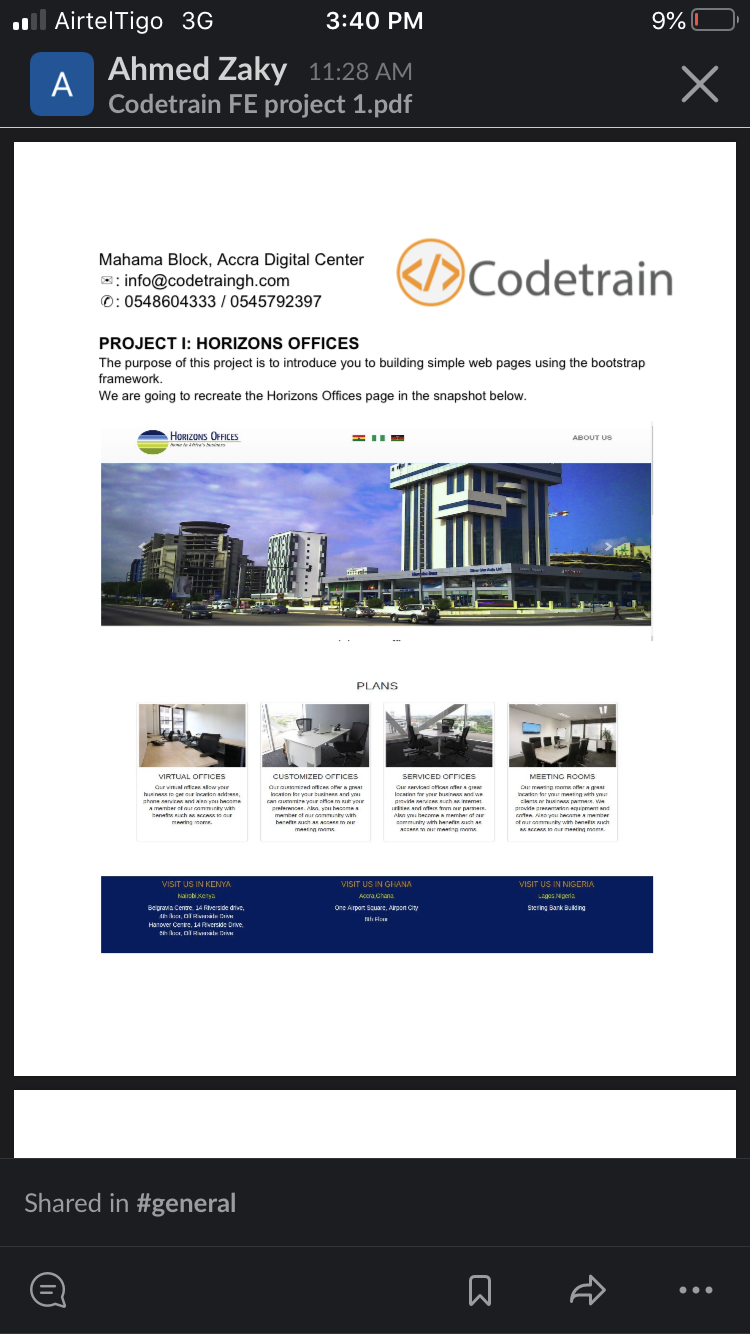 AirtelTigo 3G 3:40 PM 9%
A
Ahmed Zaky 11:28 AM
Codetrain FE project 1.pdf
Mahama Block, Accra Digital Center
: info@codetraingh.com
: 0548604333 / 0545792397
</> Codetrain
PROJECT I: HORIZONS OFFICES
The purpose of this project is to introduce you to building simple web pages using the bootstrap
framework.
We are going to recreate the Horizons Offices page in the snapshot below.
HORIZONS OFFICES
home to Africa's business
ABOUT US
PLANS
VIRTUAL OFFICES
Our virtual offices allow your
business to get our location address,
phone services and also you become
a member of our community with
benefits such as access to our
meeting rooms.
CUSTOMIZED OFFICES
Our customized offices offer a great
location for your business and you
can customize your office to suit your
preferences. Also, you become a
member of our community with
benefits such as access to our
meeting rooms.
SERVICED OFFICES
Our serviced offices offer a great
location for your business and we
provide services such as internet,
utilities and offers from our partners.
Also you become a member of our
community with benefits such as
access to our meeting rooms.
MEETING ROOMS
Our meeting rooms offer a great
location for your meeting with your
clients or business partners. We
provide presentation equipment and
coffee. Also you become a member
of our community with benefits such
as access to our meeting rooms.
VISIT US IN KENYA
Nairobi,Kenya
Belgravia Centre, 14 Riverside drive,
4th floor, Off Riverside Drive
Hanover Centre, 14 Riverside Drive,
6th floor, Off Riverside Drive
VISIT US IN GHANA
Accra,Ghana
One Airport Square, Airport City
6th Floor
VISIT US IN NIGERIA
Lagos,Nigeria
Sterling Bank Building
Shared in #general